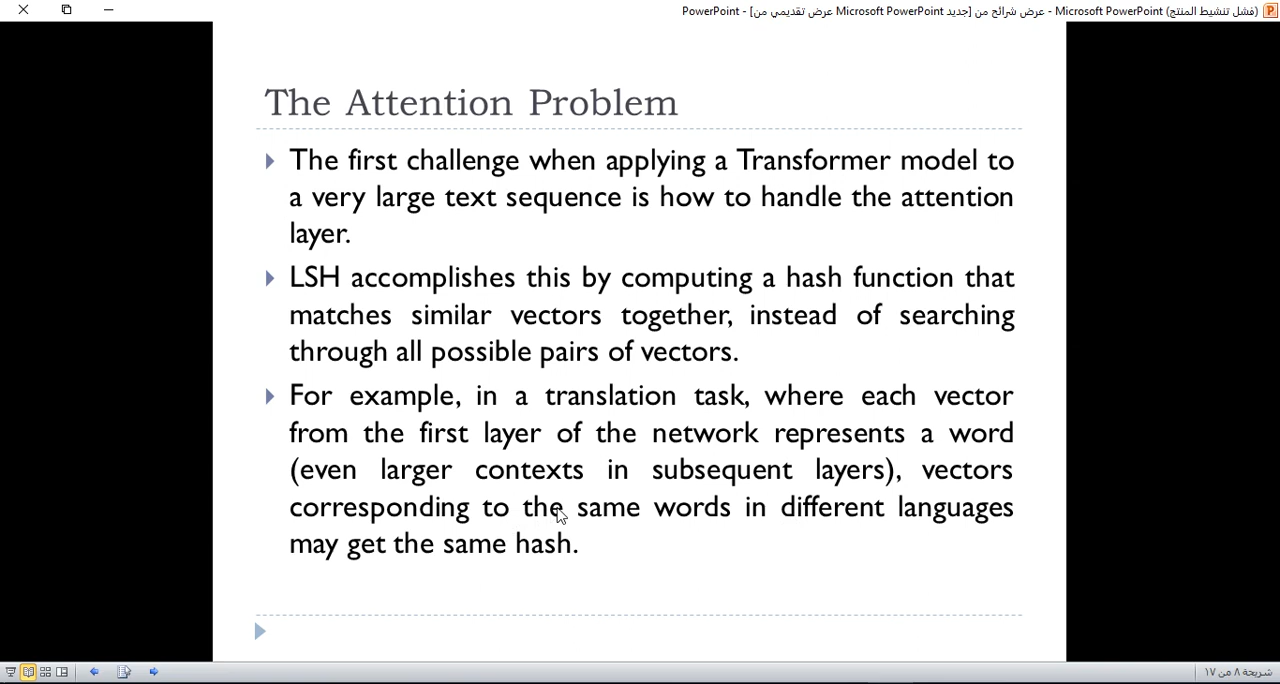 PowerPoint - [عرض تقديمي من Microsoft PowerPoint جديد] عرض شرائح من - Microsoft PowerPoint (فشل تنشيط المنتج)
The Attention Problem
The first challenge when applying a Transformer model to
a very large text sequence is how to handle the attention
layer.
LSH accomplishes this by computing a hash function that
matches similar vectors together, instead of searching
through all possible pairs of vectors.
For example, in a translation task, where each vector
from the first layer of the network represents a word
(even larger contexts in subsequent layers), vectors
corresponding to the same words in different languages
may get the same hash.
شريحة ٨ من ١٧